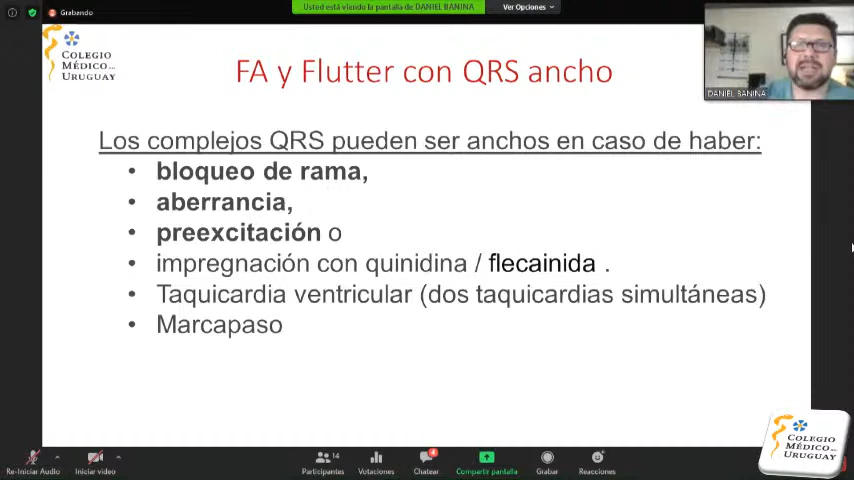 Grabando
Usted está viendo la pantalla de DANIEL BANINA
Ver Opciones
COLEGIO
MÉDICO
URUGUAY
DANIEL BANINA
FA y Flutter con QRS ancho
Los complejos QRS pueden ser anchos en caso de haber:
• bloqueo de rama,
• aberrancia,
• preexcitación o
• impregnación con quinidina / flecainida .
• Taquicardia ventricular (dos taquicardias simultáneas)
• Marcapaso
COLEGIO
MÉDICO
URUGUAY
14
4
Re-Iniciar Audio
Iniciar video
Participantes
Votaciones
Chatear
Compartir pantalla
Grabar
Reacciones